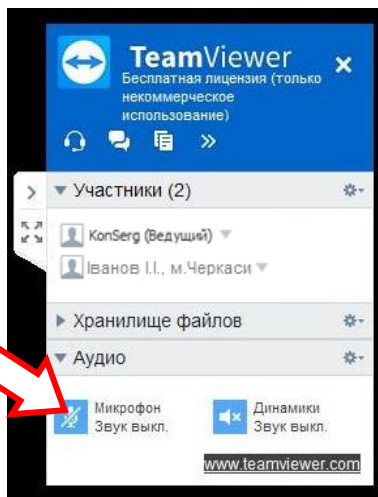 TeamViewer
Бесплатная лицензия (только
некоммерческое
использование)
Участники (2)
KonSerg (Ведущий)
Іванов І.І., м.Черкаси
Хранилище файлов
Аудио
Микрофон
Звук выкл.
Динамики
Звук выкл.
www.teamviewer.com